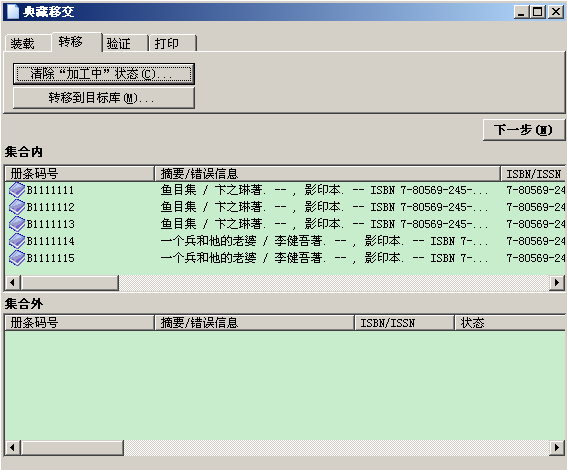 典藏移交
装载 转移 验证 打印
清除“加工中”状态(C)...
转移到目标库(M)...
下一步(N)
集合内
册条码号 摘要/错误信息 ISBN/ISSN
B1111111 鱼目集 / 卞之琳著. -- , 影印本. -- ISBN 7-80569-245-... 7-80569-24
B1111112 鱼目集 / 卞之琳著. -- , 影印本. -- ISBN 7-80569-245-... 7-80569-24
B1111113 鱼目集 / 卞之琳著. -- , 影印本. -- ISBN 7-80569-245-... 7-80569-24
B1111114 一个兵和他的老婆 / 李健吾著. -- , 影印本. -- ISBN 7-... 7-80569-24
B1111115 一个兵和他的老婆 / 李健吾著. -- , 影印本. -- ISBN 7-... 7-80569-24
集合外
册条码号 摘要/错误信息 ISBN/ISSN 状态